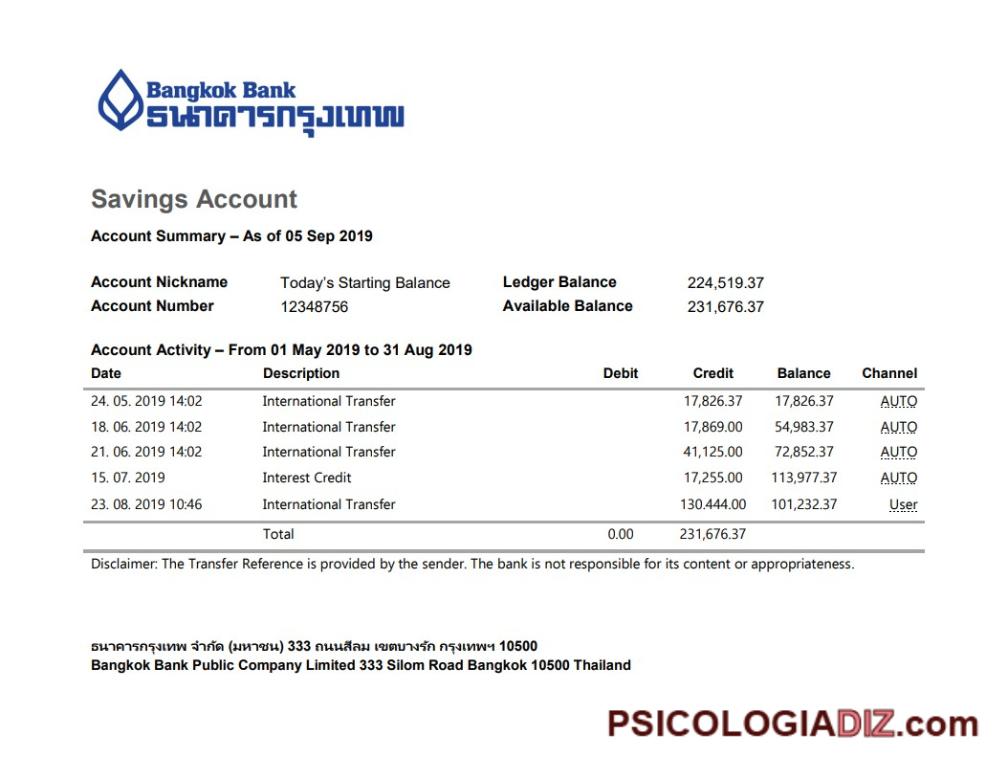 Bangkok Bank
ธนาคารกรุงเทพ
Savings Account
Account Summary – As of 05 Sep 2019
Account Nickname Today's Starting Balance Ledger Balance 224,519.37
Account Number 12348756 Available Balance 231,676.37
Account Activity – From 01 May 2019 to 31 Aug 2019
Date Description Debit Credit Balance Channel
24. 05. 2019 14:02 International Transfer 17,826.37 17,826.37 AUTO
18. 06. 2019 14:02 International Transfer 17,869.00 54,983.37 AUTO
21. 06. 2019 14:02 International Transfer 41,125.00 72,852.37 AUTO
15. 07. 2019 Interest Credit 17,255.00 113,977.37 AUTO
23. 08. 2019 10:46 International Transfer 130.444.00 101,232.37 User
Total 0.00 231,676.37
Disclaimer: The Transfer Reference is provided by the sender. The bank is not responsible for its content or appropriateness.
ธนาคารกรุงเทพ จำกัด (มหาชน) 333 ถนนสีลม เขตบางรัก กรุงเทพฯ 10500
Bangkok Bank Public Company Limited 333 Silom Road Bangkok 10500 Thailand
PSICOLOGIADIZ.com